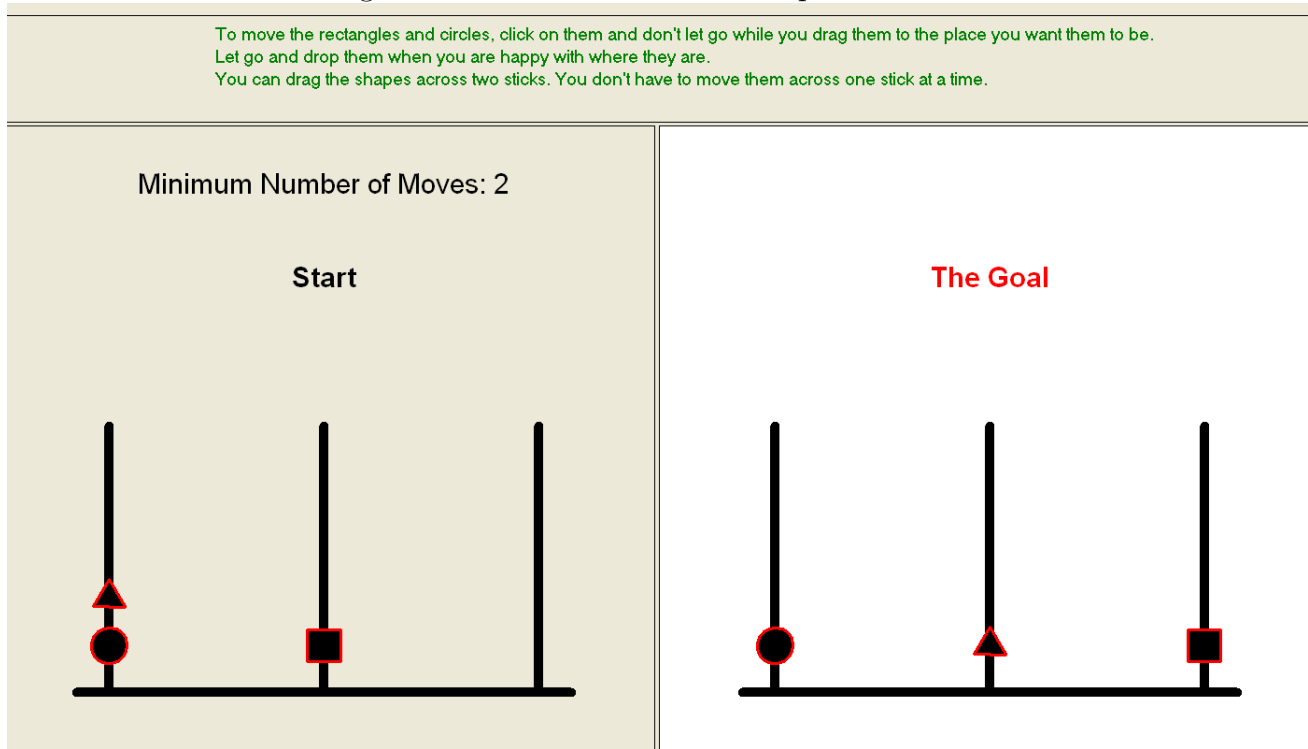 To move the rectangles and circles, click on them and don't let go while you drag them to the place you want them to be.
Let go and drop them when you are happy with where they are.
You can drag the shapes across two sticks. You don't have to move them across one stick at a time.
Minimum Number of Moves: 2
Start
The Goal